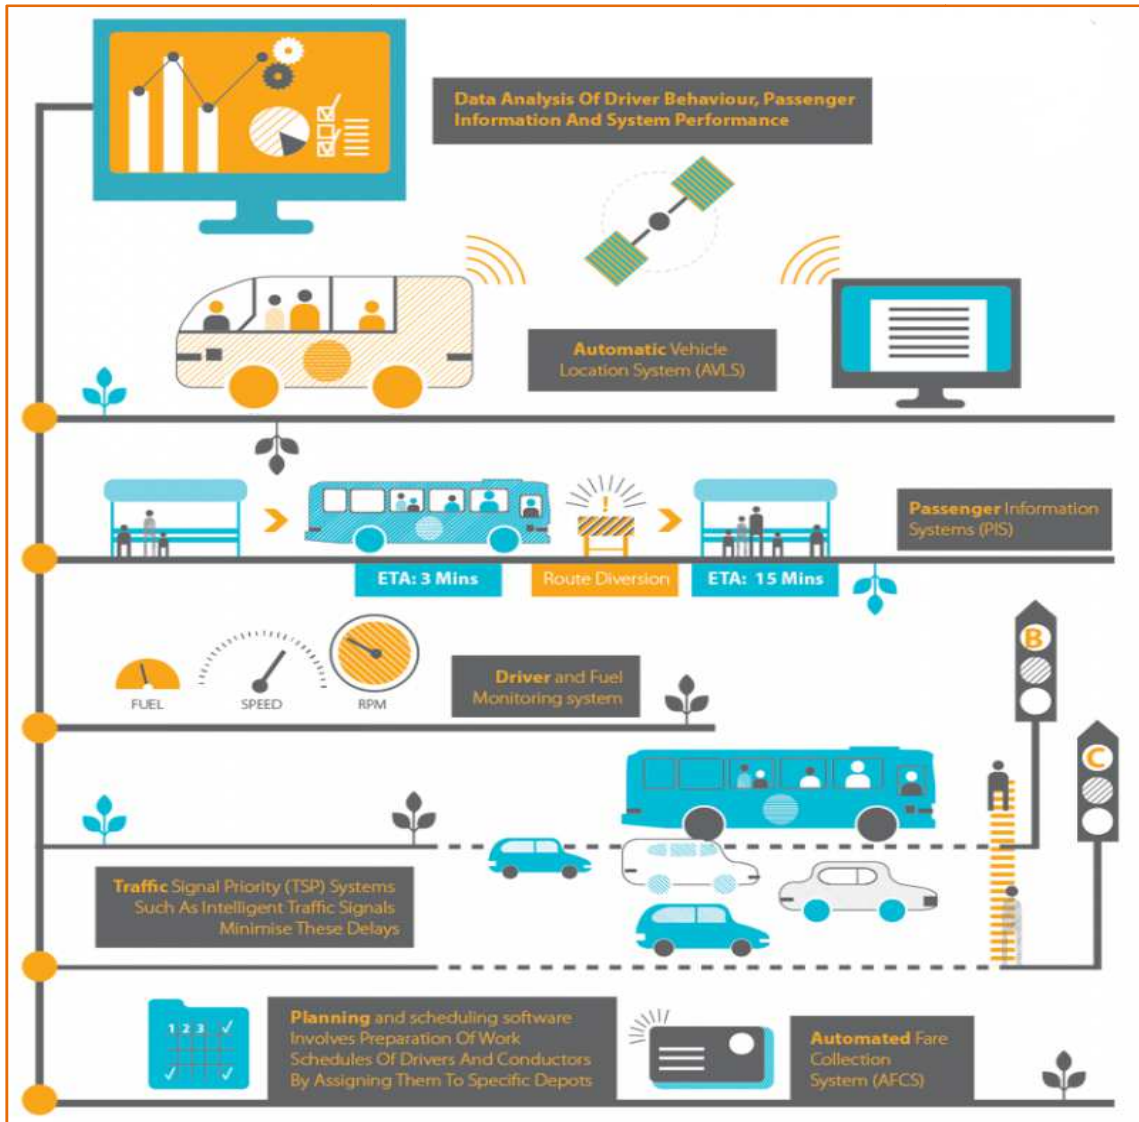 Data Analysis Of Driver Behaviour, Passenger
Information And System Performance
Automatic Vehicle
Location System (AVLS)
Passenger Information
Systems (PIS)
ETA: 3 Mins
Route Diversion
ETA: 15 Mins
FUEL
SPEED
RPM
Driver and Fuel
Monitoring system
B
C
Traffic Signal Priority (TSP) Systems
Such As Intelligent Traffic Signals
Minimise These Delays
1 2 3
Planning and scheduling software
Involves Preparation Of Work
Schedules Of Drivers And Conductors
By Assigning Them To Specific Depots
Automated Fare
Collection
System (AFCS)